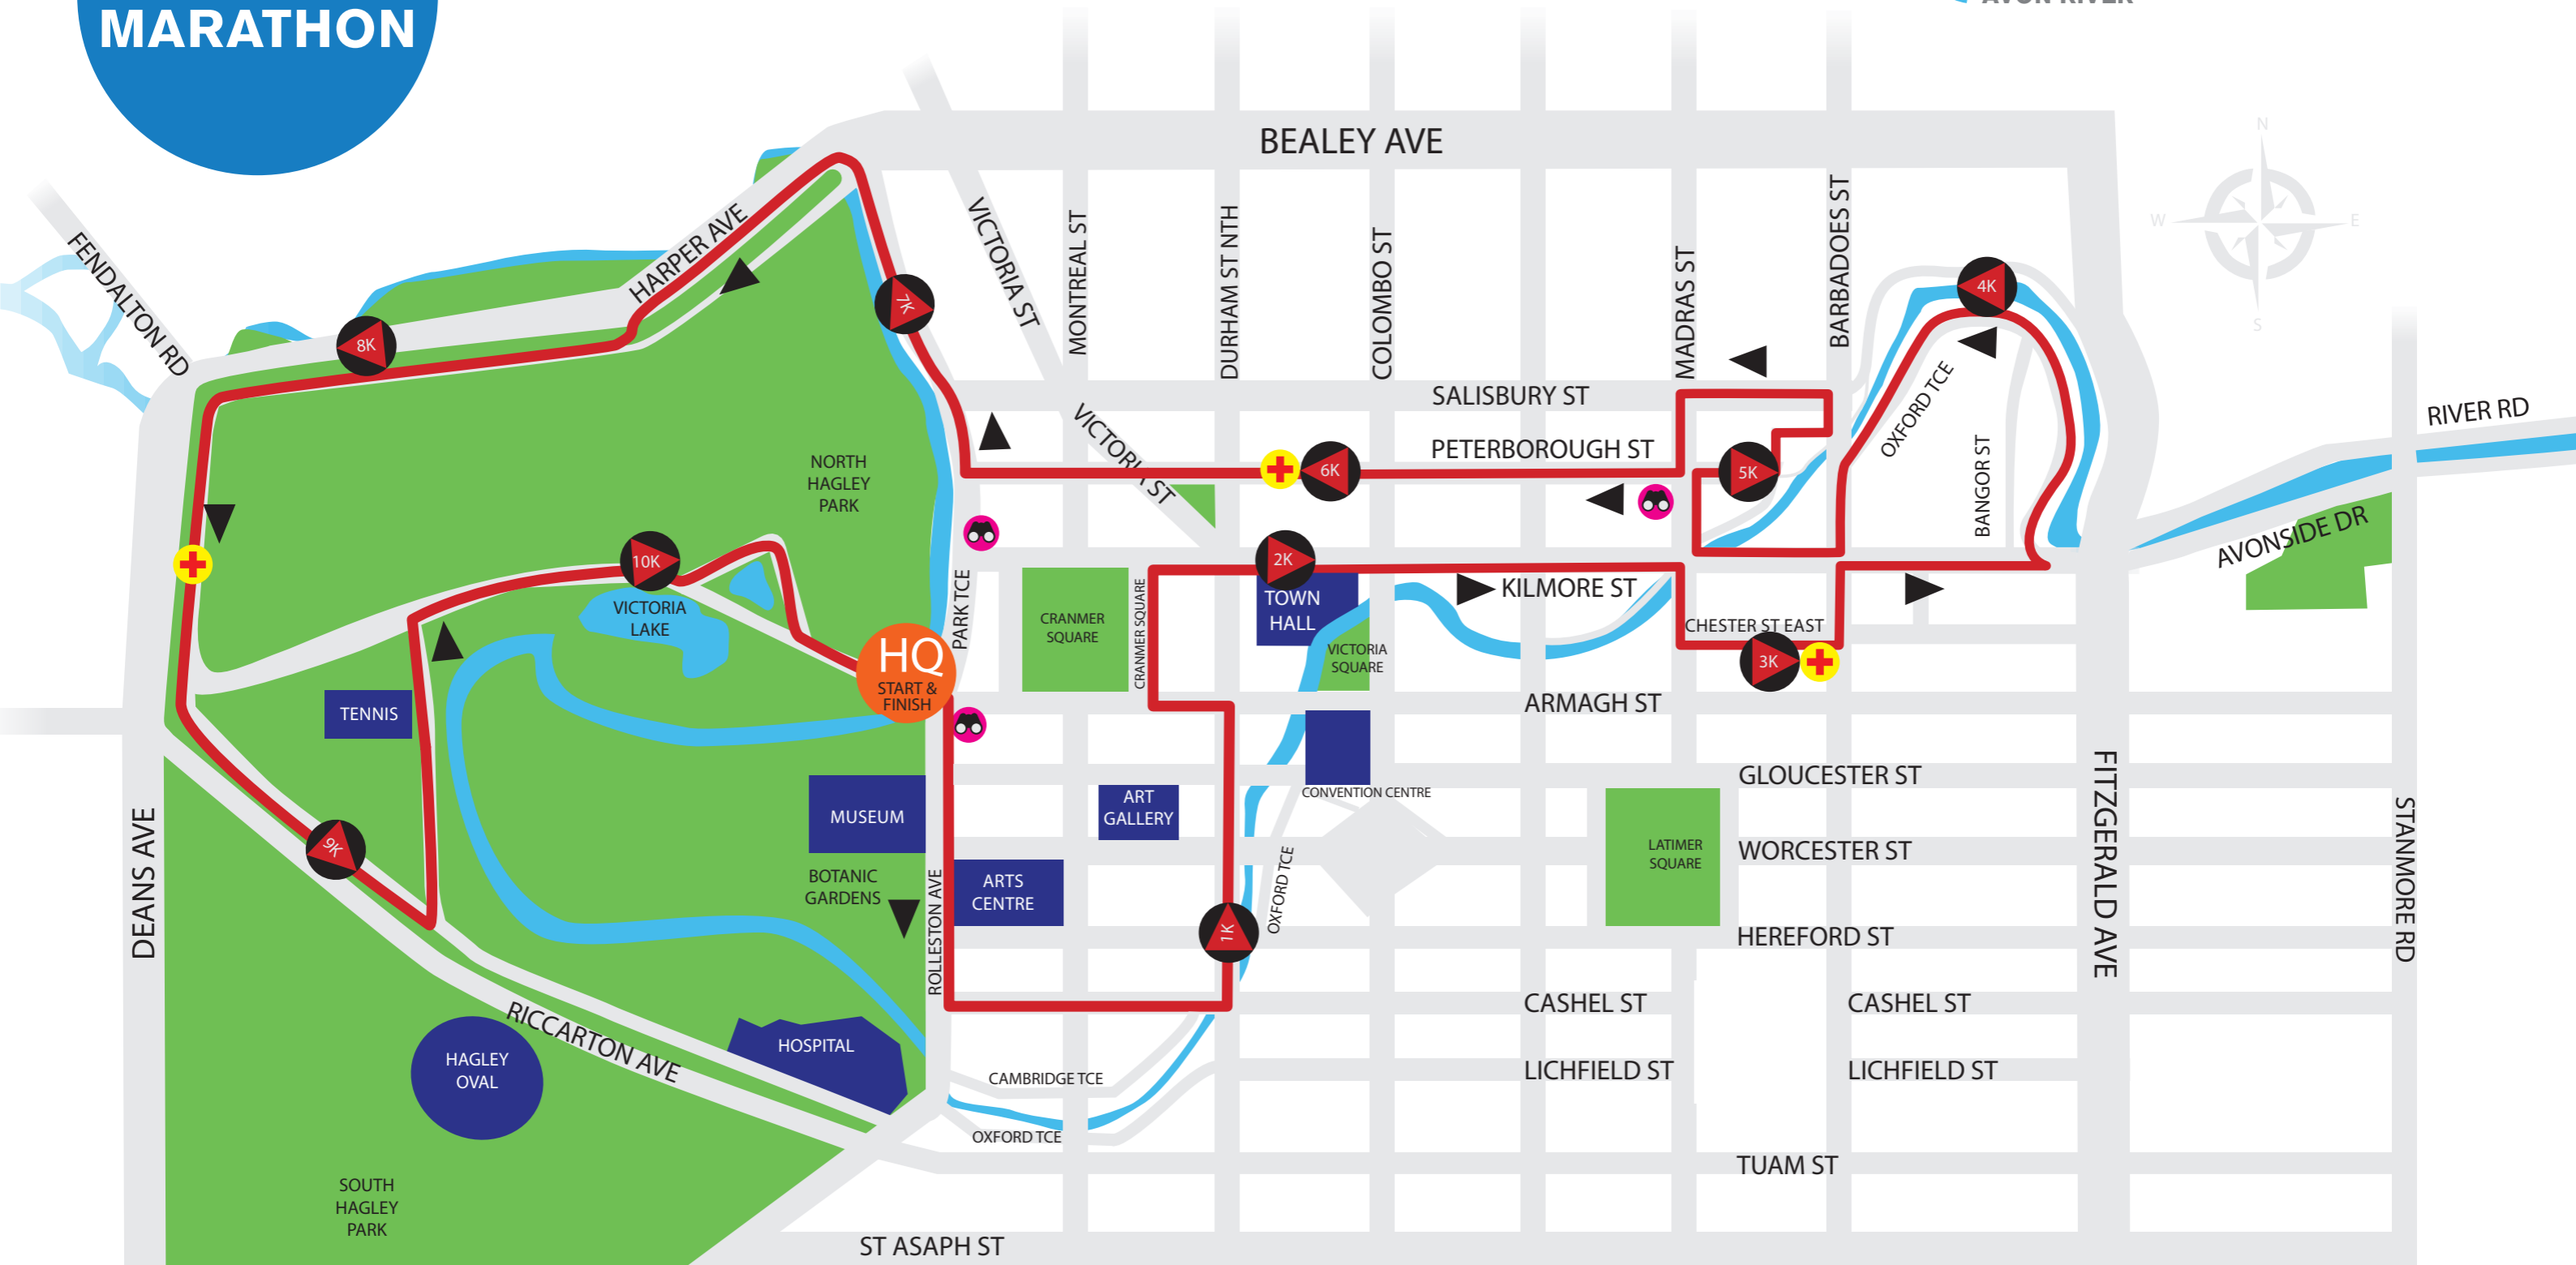 MARATHON
AVON RIVER
N
W
E
S
BEALEY AVE
FENDALTON RD
HARPER AVE
VICTORIA ST
MONTREAL ST
DURHAM ST NTH
COLOMBO ST
MADRAS ST
BARBADOES ST
4K
7K
8K
SALISBURY ST
OXFORD TCE
RIVER RD
VICTORIA ST
PETERBOROUGH ST
BANGOR ST
NORTH
HAGLEY
PARK
6K
5K
AVONSIDE DR
10K
2K
KILMORE ST
VICTORIA
LAKE
PARK TCE
CRANMER
SQUARE
CRANMER SQUARE
TOWN
HALL
CHESTER ST EAST
VICTORIA
SQUARE
3K
HQ
START &
FINISH
TENNIS
ARMAGH ST
GLOUCESTER ST
CONVENTION CENTRE
MUSEUM
ART
GALLERY
FITZGERALD AVE
STANMORE RD
DEANS AVE
9K
LATIMER
SQUARE
WORCESTER ST
BOTANIC
GARDENS
ROLLESTON AVE
ARTS
CENTRE
OXFORD TCE
1K
HEREFORD ST
RICCARTON AVE
CASHEL ST
CASHEL ST
HAGLEY
OVAL
HOSPITAL
CAMBRIDGE TCE
LICHFIELD ST
LICHFIELD ST
OXFORD TCE
TUAM ST
SOUTH
HAGLEY
PARK
ST ASAPH ST